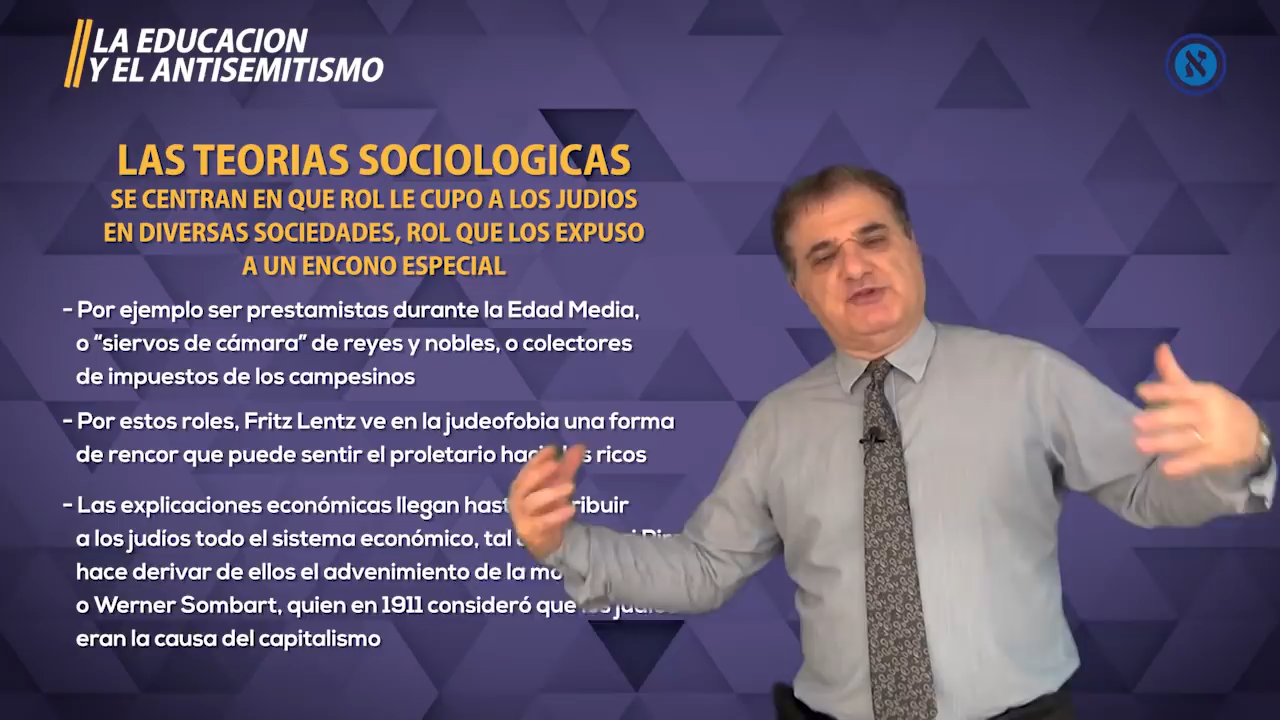 LA EDUCACION
Y EL ANTISEMITISMO
א
LAS TEORIAS SOCIOLOGICAS
SE CENTRAN EN QUE ROL LE CUPO A LOS JUDIOS
EN DIVERSAS SOCIEDADES, ROL QUE LOS EXPUSO
A UN ENCONO ESPECIAL
- Por ejemplo ser prestamistas durante la Edad Media,
o “siervos de cámara” de reyes y nobles, o colectores
de impuestos de los campesinos
- Por estos roles, Fritz Lentz ve en la judeofobia una forma
de rencor que puede sentir el proletario ricos
- Las explicaciones económicas llegan
a los judíos todo el sistema económico, tal
hace derivar de ellos el advenimiento de la
o Werner Sombart, quien en 1911 consideró que
eran la causa del capitalismo